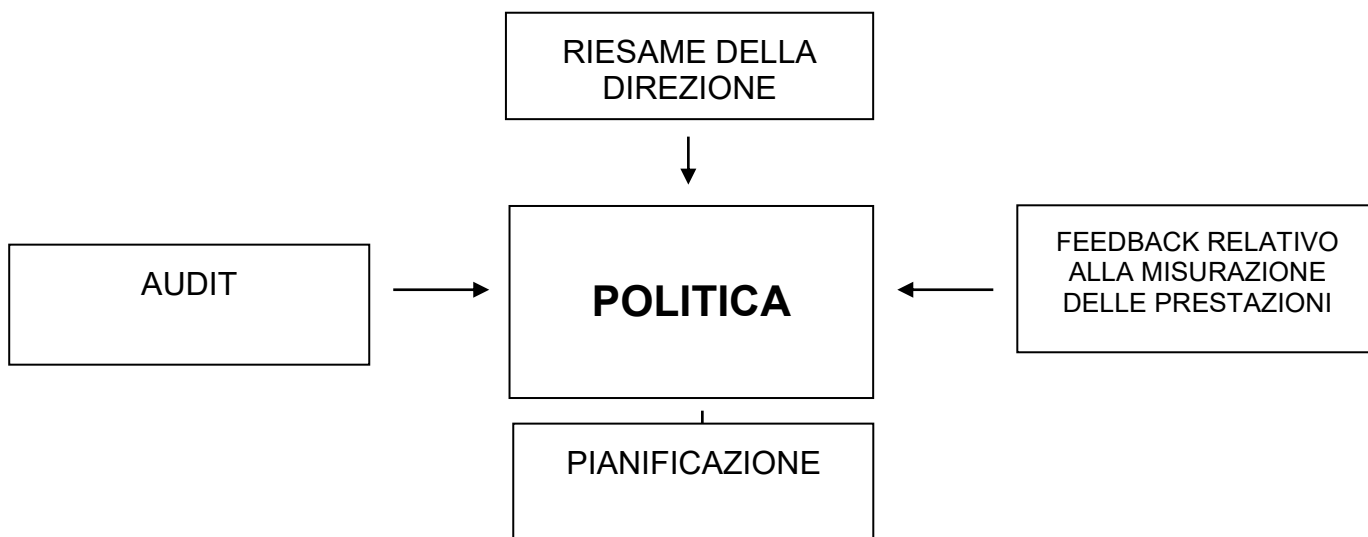 RIESAME DELLA
DIREZIONE
AUDIT
POLITICA
FEEDBACK RELATIVO
ALLA MISURAZIONE
DELLE PRESTAZIONI
PIANIFICAZIONE